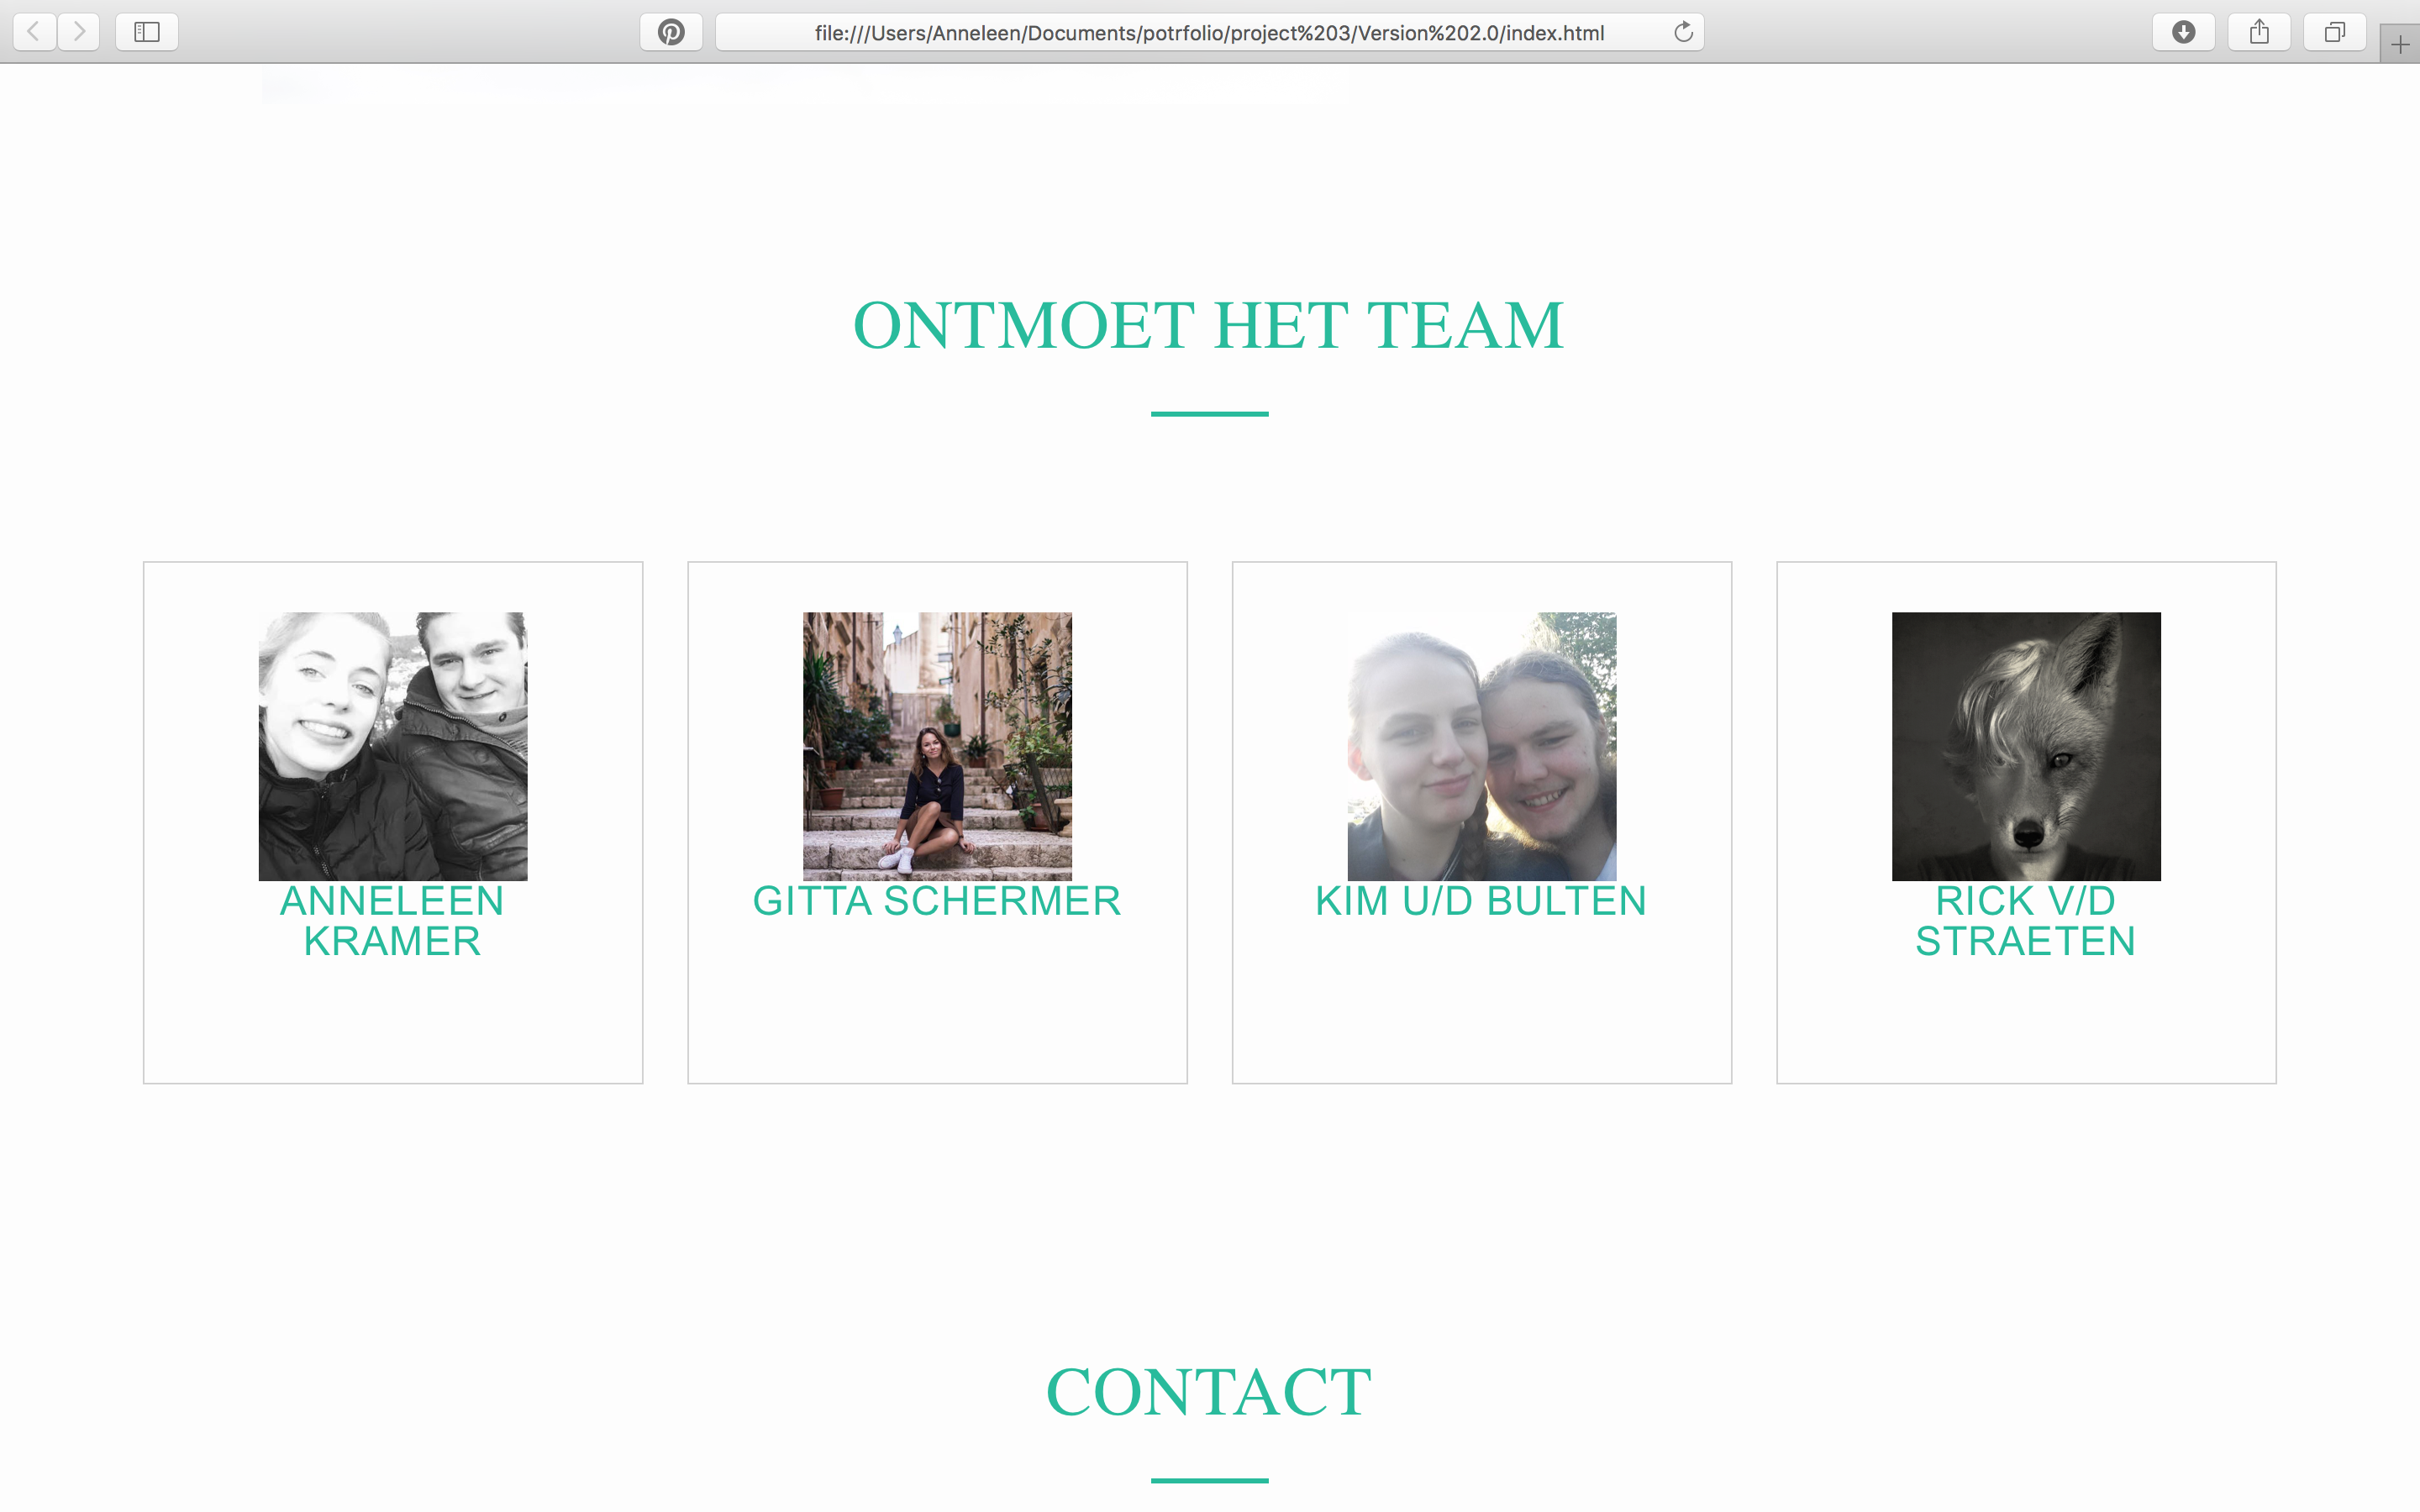 file:///Users/Anneleen/Documents/potrfolio/project%203/Version%202.0/index.html
ONTMOET HET TEAM
ANNELEEN
KRAMER
GITTA SCHERMER
KIM U/D BULTEN
RICK V/D
STRAETEN
CONTACT